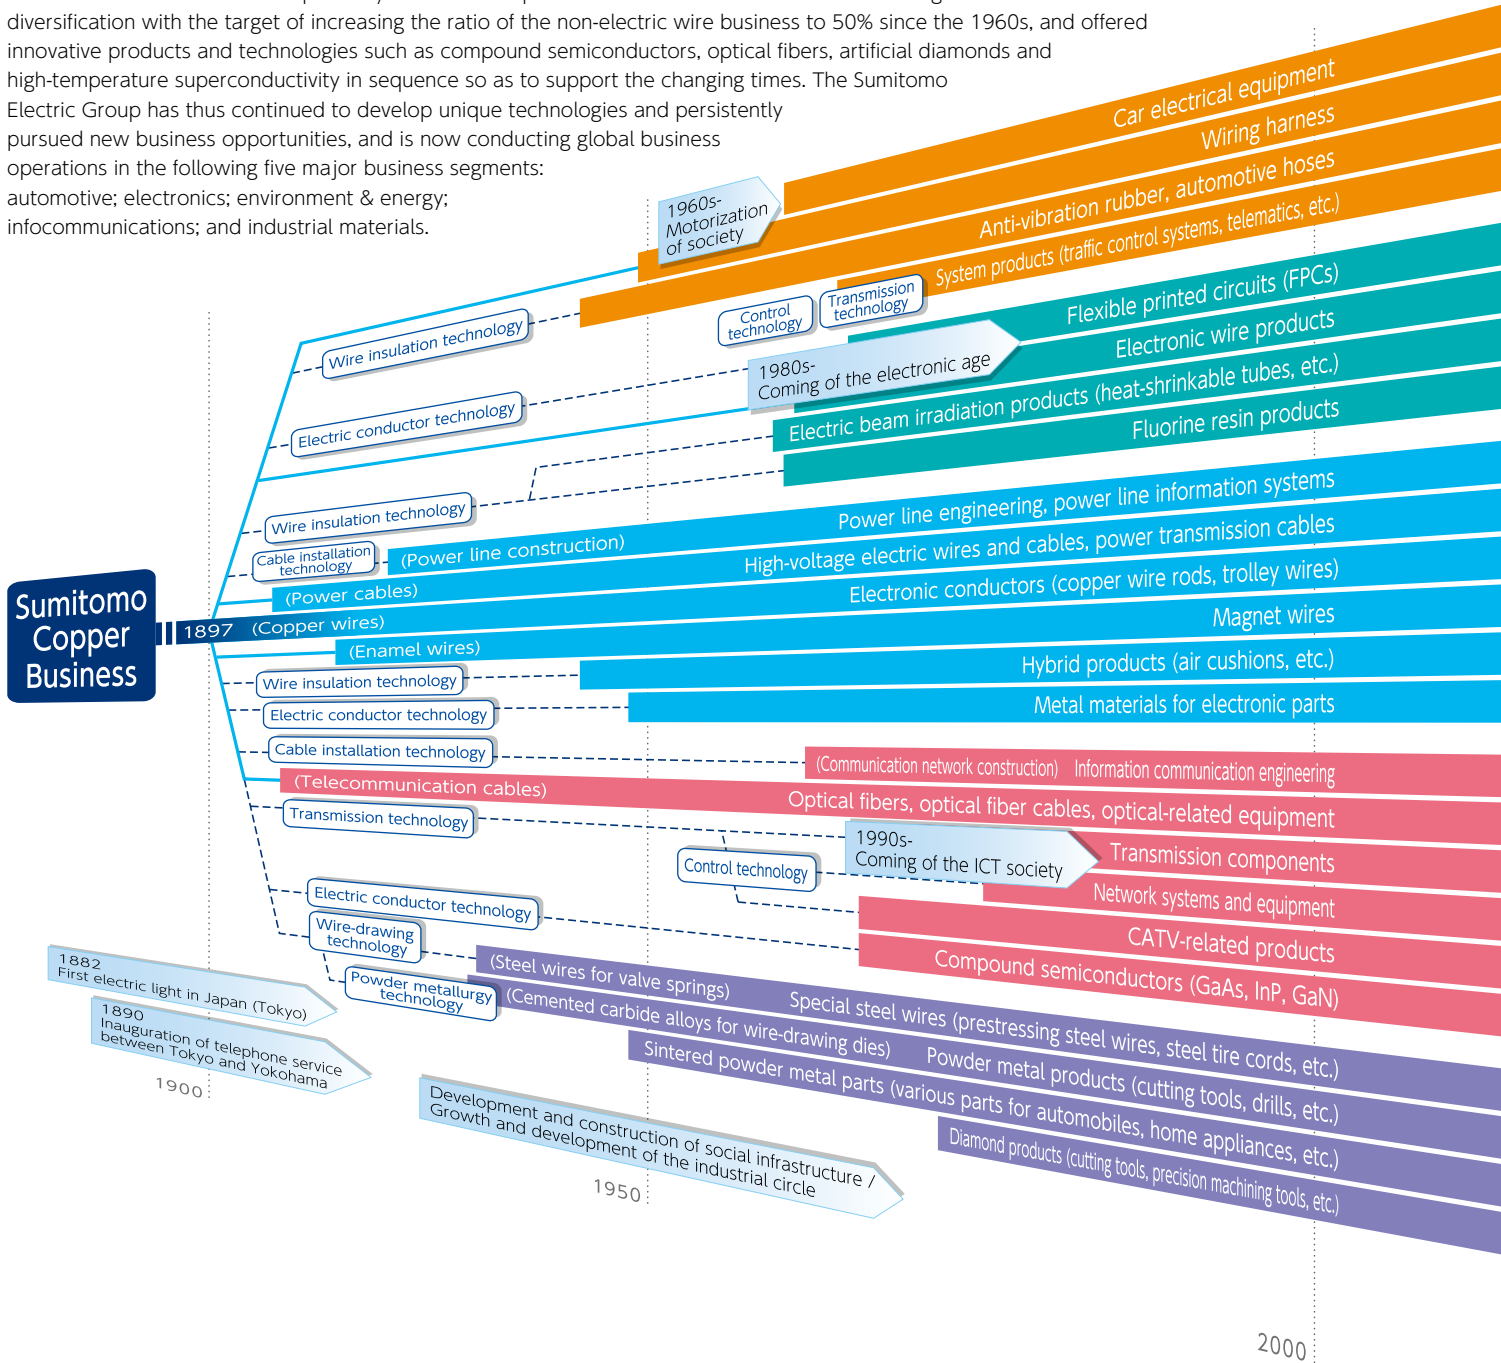 diversification with the target of increasing the ratio of the non-electric wire business to 50% since the 1960s, and offered
innovative products and technologies such as compound semiconductors, optical fibers, artificial diamonds and
high-temperature superconductivity in sequence so as to support the changing times. The Sumitomo
Electric Group has thus continued to develop unique technologies and persistently
pursued new business opportunities, and is now conducting global business
operations in the following five major business segments:
automotive; electronics; environment & energy;
infocommunications; and industrial materials.
Car electrical equipment
Wiring harness
1960s-
Motorization
of society
Anti-vibration rubber, automotive hoses
System products (traffic control systems, telematics, etc.)
Wire insulation technology
Control
technology
Transmission
technology
Flexible printed circuits (FPCs)
Electronic wire products
1980s-
Coming of the electronic age
Electric conductor technology
Electric beam irradiation products (heat-shrinkable tubes, etc.)
Fluorine resin products
Wire insulation technology
Cable installation
technology
(Power line construction)
Power line engineering, power line information systems
(Power cables)
High-voltage electric wires and cables, power transmission cables
Sumitomo
Copper
Business
1897
(Copper wires)
Electronic conductors (copper wire rods, trolley wires)
(Enamel wires)
Magnet wires
Wire insulation technology
Hybrid products (air cushions, etc.)
Electric conductor technology
Metal materials for electronic parts
Cable installation technology
(Communication network construction) Information communication engineering
(Telecommunication cables)
Optical fibers, optical fiber cables, optical-related equipment
Transmission technology
1990s-
Coming of the ICT society
Transmission components
Control technology
Network systems and equipment
Electric conductor technology
CATV-related products
Compound semiconductors (GaAs, InP, GaN)
Wire-drawing
technology
(Steel wires for valve springs)
Special steel wires (prestressing steel wires, steel tire cords, etc.)
Powder metallurgy
technology
(Cemented carbide alloys for wire-drawing dies)
Powder metal products (cutting tools, drills, etc.)
Sintered powder metal parts (various parts for automobiles, home appliances, etc.)
Diamond products (cutting tools, precision machining tools, etc.)
1882
First electric light in Japan (Tokyo)
1890
Inauguration of telephone service
between Tokyo and Yokohama
1900
Development and construction of social infrastructure /
Growth and development of the industrial circle
1950
2000